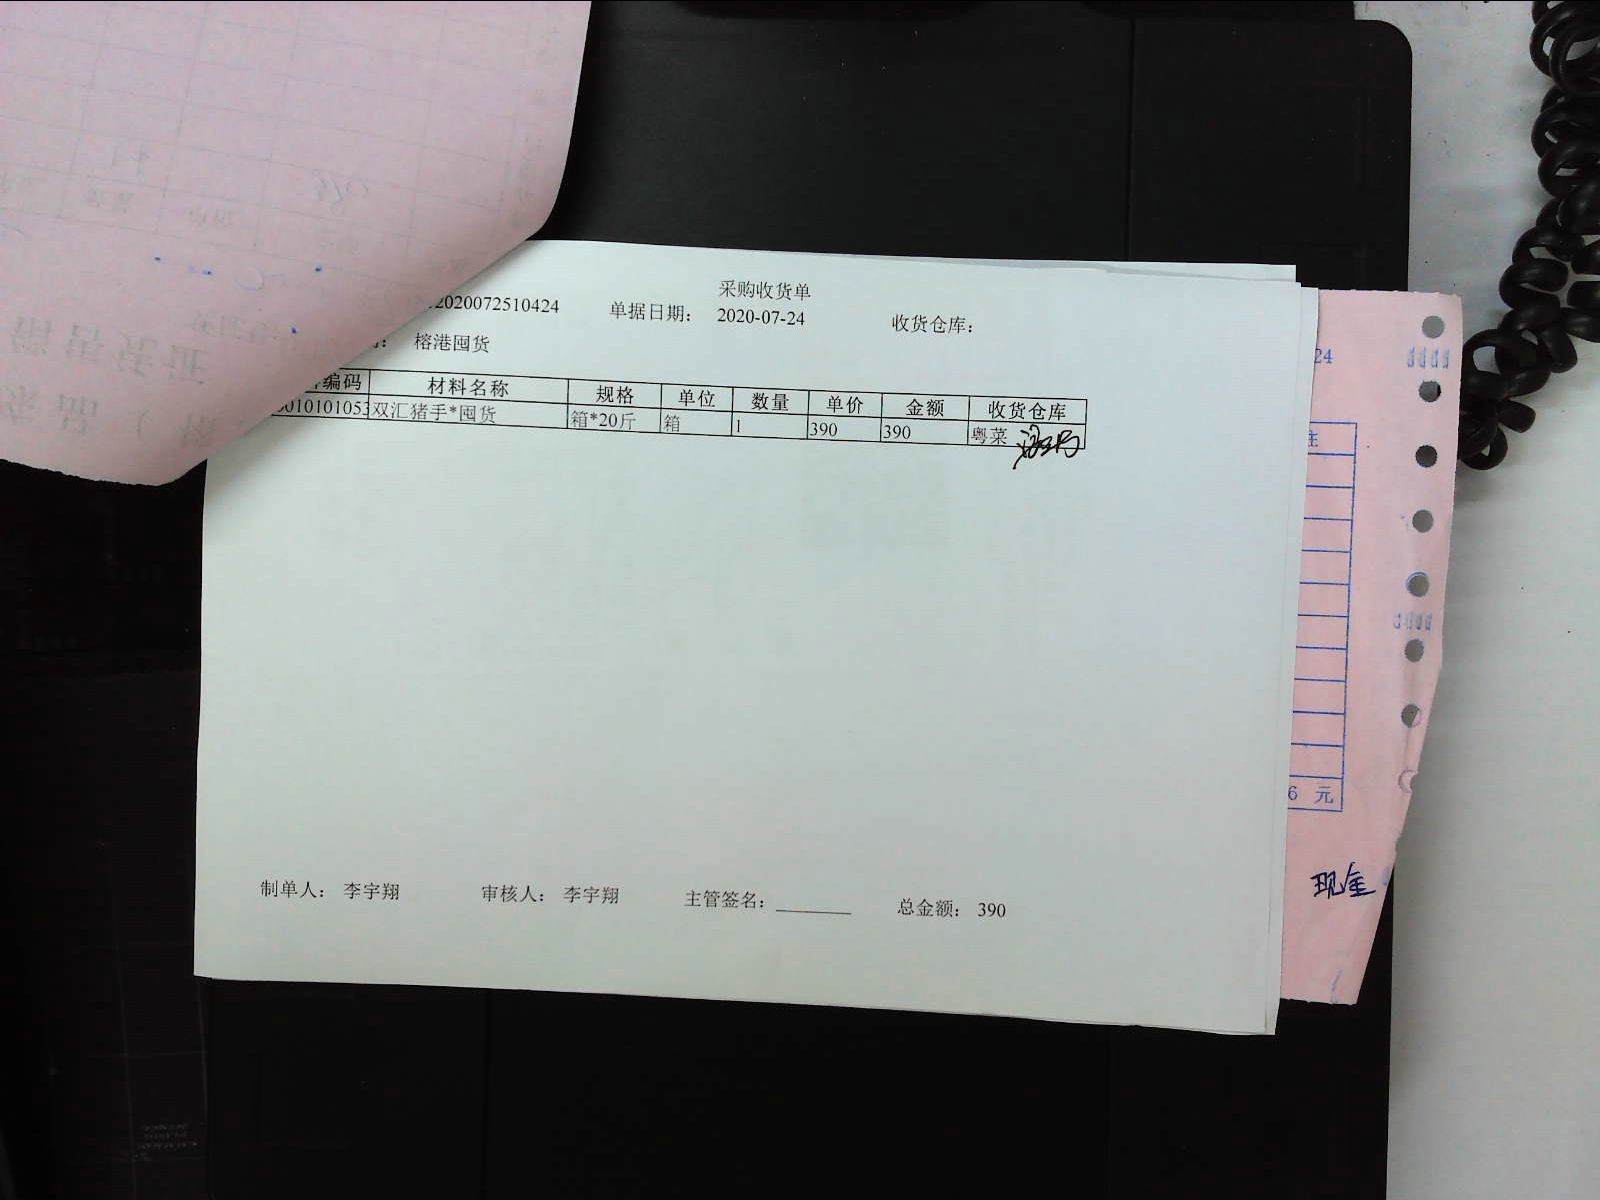 采购收货单
2020072510424 单据日期: 2020-07-24 收货仓库:
: 榕港囤货
编码 材料名称 规格 单位 数量 单价 金额 收货仓库
010101053 双汇猪手*囤货 箱*20斤 箱 1 390 390 粤菜
制单人: 李宇翔 审核人: 李宇翔 主管签名: 总金额: 390
24
注
6 元
现金